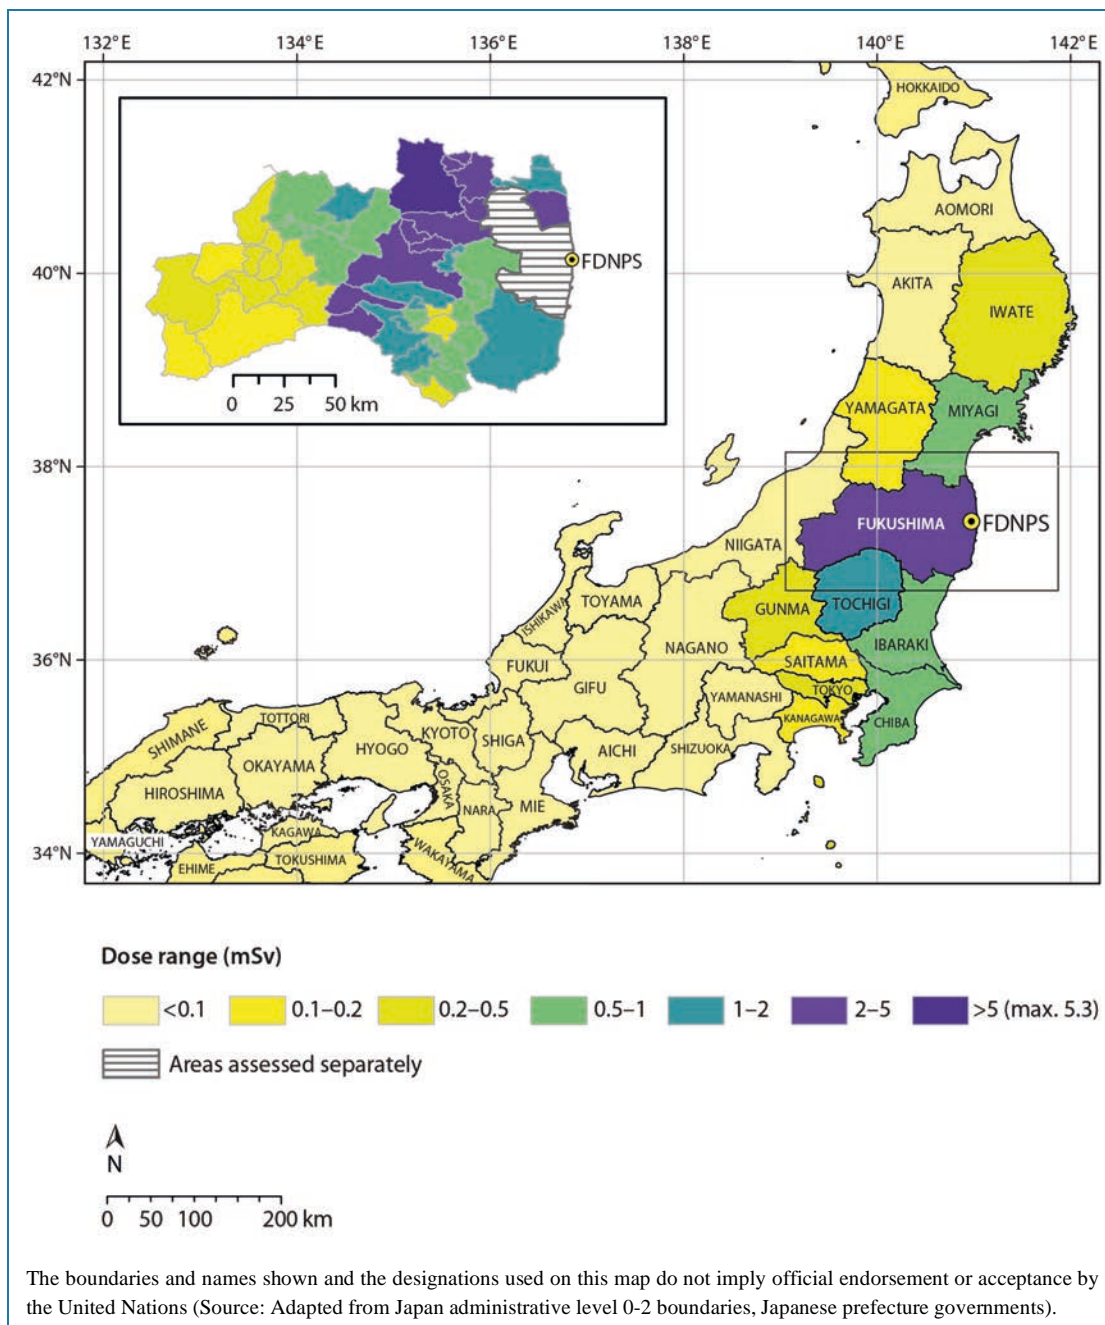 132°E 134°E 136°E 138°E 140°E 142°E
42°N
HOKKAIDO
AOMORI
FDNPS
40°N
AKITA
IWATE
0 25 50 km
YAMAGATA
MIYAGI
38°N
FUKUSHIMA
FDNPS
NIIGATA
ISHIKAWA
TOYAMA
GUNMA
TOCHIGI
NAGANO
IBARAKI
36°N
FUKUI
SAITAMA
GIFU
YAMANASHI
TOKYO
TOTTORI
KANAGAWA
CHIBA
SHIMANE
KYOTO
SHIGA
HYOGO
AICHI
SHIZUOKA
OKAYAMA
OSAKA
HIROSHIMA
NARA
MIE
KAGAWA
YAMAGUCHI
34°N
TOKUSHIMA
WAKAYAMA
EHIME
Dose range (mSv)
<0.1 0.1–0.2 0.2–0.5 0.5–1 1–2 2–5 >5 (max. 5.3)
Areas assessed separately
N
0 50 100 200 km
The boundaries and names shown and the designations used on this map do not imply official endorsement or acceptance by
the United Nations (Source: Adapted from Japan administrative level 0-2 boundaries, Japanese prefecture governments).